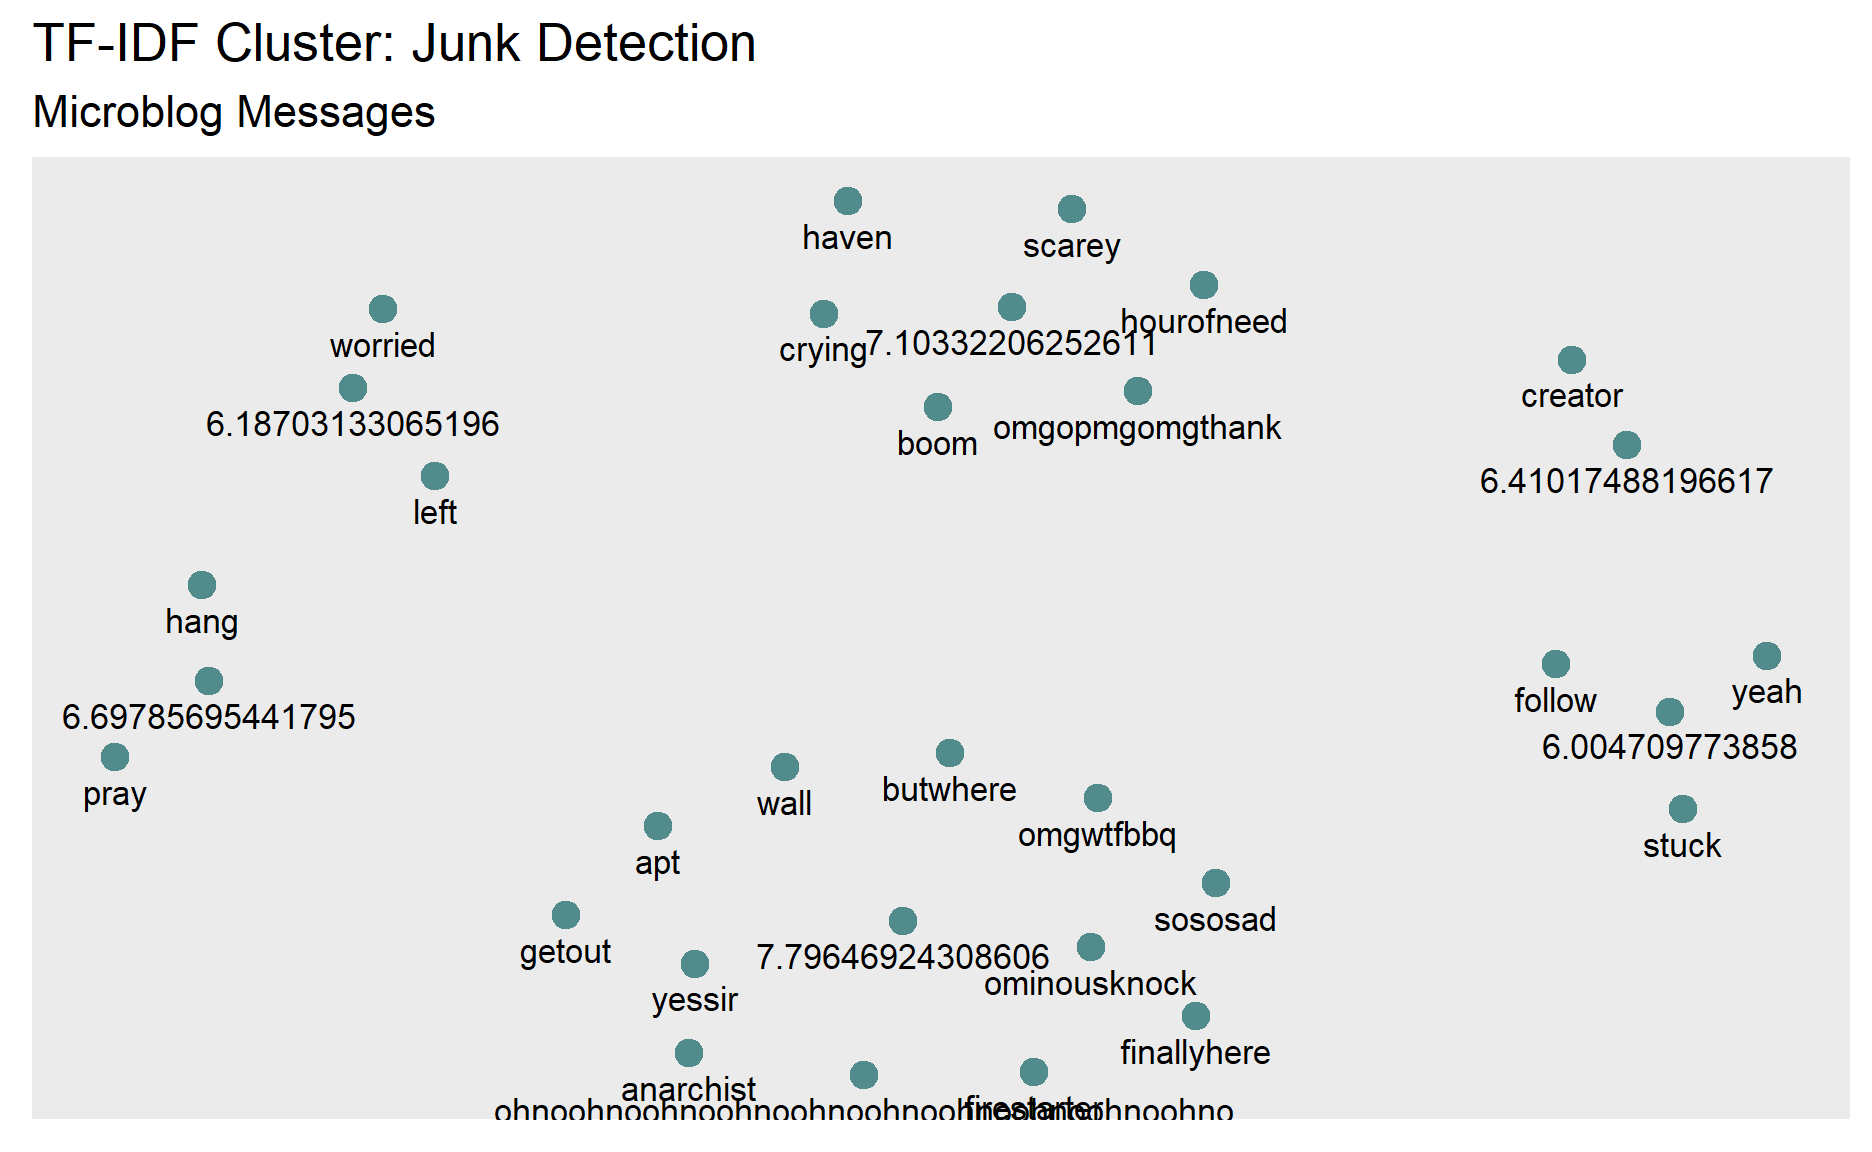 TF-IDF Cluster: Junk Detection
Microblog Messages
haven
scarey
hourofneed
worried
crying
7.10332206252611
creator
6.18703133065196
boom
omgopmgomgthank
6.41017488196617
left
hang
follow
yeah
6.69785695441795
6.004709773858
pray
wall
butwhere
omgwtfbbq
stuck
apt
sososad
getout
7.79646924308606
ominousknock
yessir
finallyhere
anarchist
firestarter